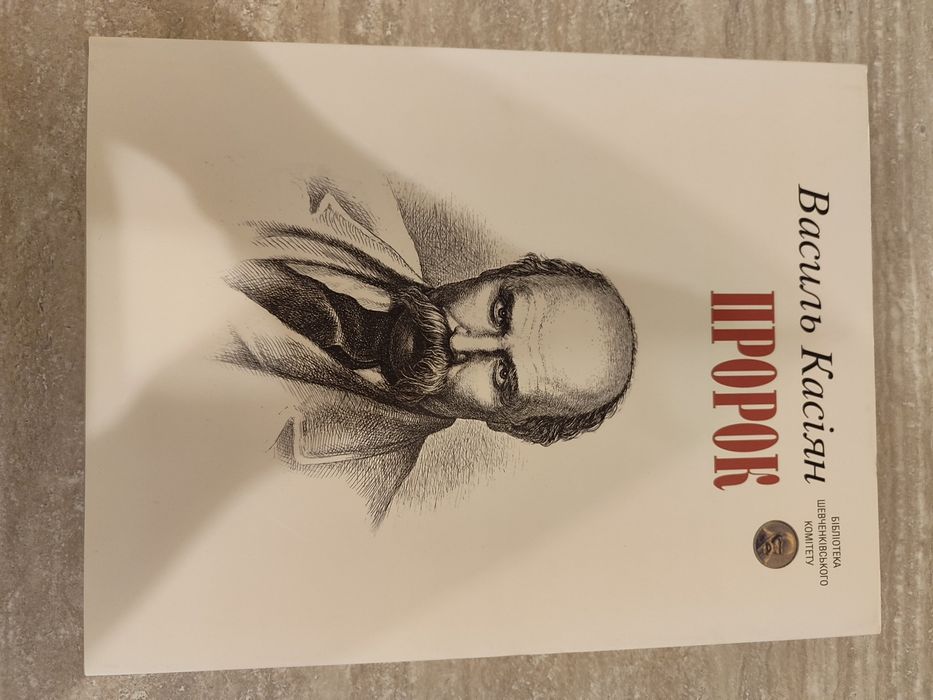 Василь Касіян
ПРОРОК
БІБЛІОТЕКА
ШЕВЧЕНКІВСЬКОГО
КОМІТЕТУ